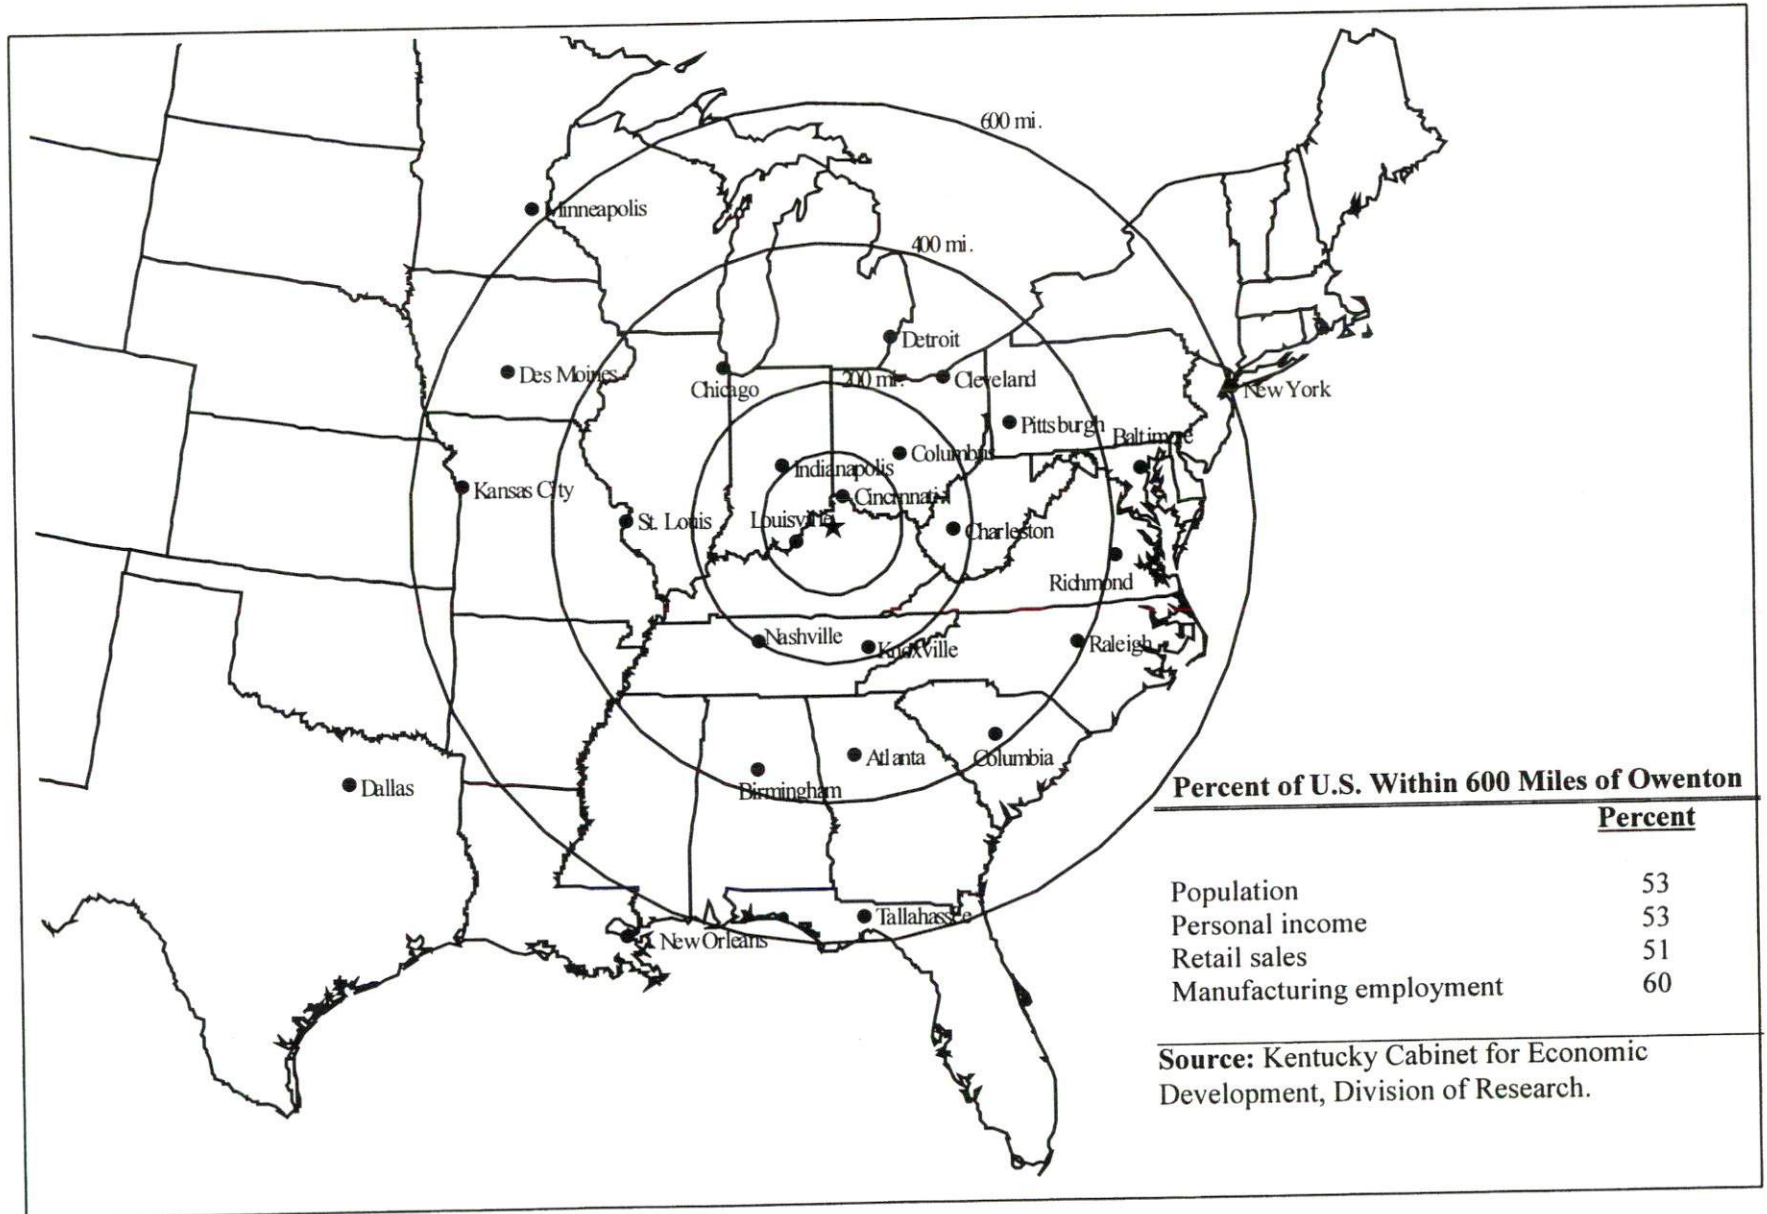 600 mi.
Minneapolis
400 mi.
Detroit
Des Moines
Chicago
200 mi.
Cleveland
New York
Pittsburgh
Baltimore
Columbus
Indianapolis
Kansas City
Cincinnati
St. Louis
Louisville
Charleston
Richmond
Nashville
Knoxville
Raleigh
Atlanta
Columbia
Birmingham
Dallas
Tallahassee
New Orleans
Percent of U.S. Within 600 Miles of Owenton
Percent
Population 53
Personal income 53
Retail sales 51
Manufacturing employment 60
Source: Kentucky Cabinet for Economic
Development, Division of Research.